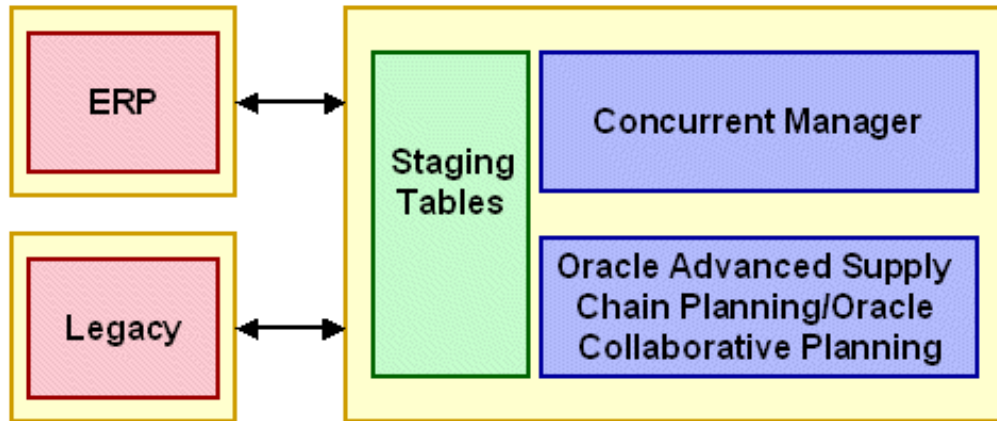 ERP
Legacy
Staging
Tables
Concurrent Manager
Oracle Advanced Supply
Chain Planning/Oracle
Collaborative Planning